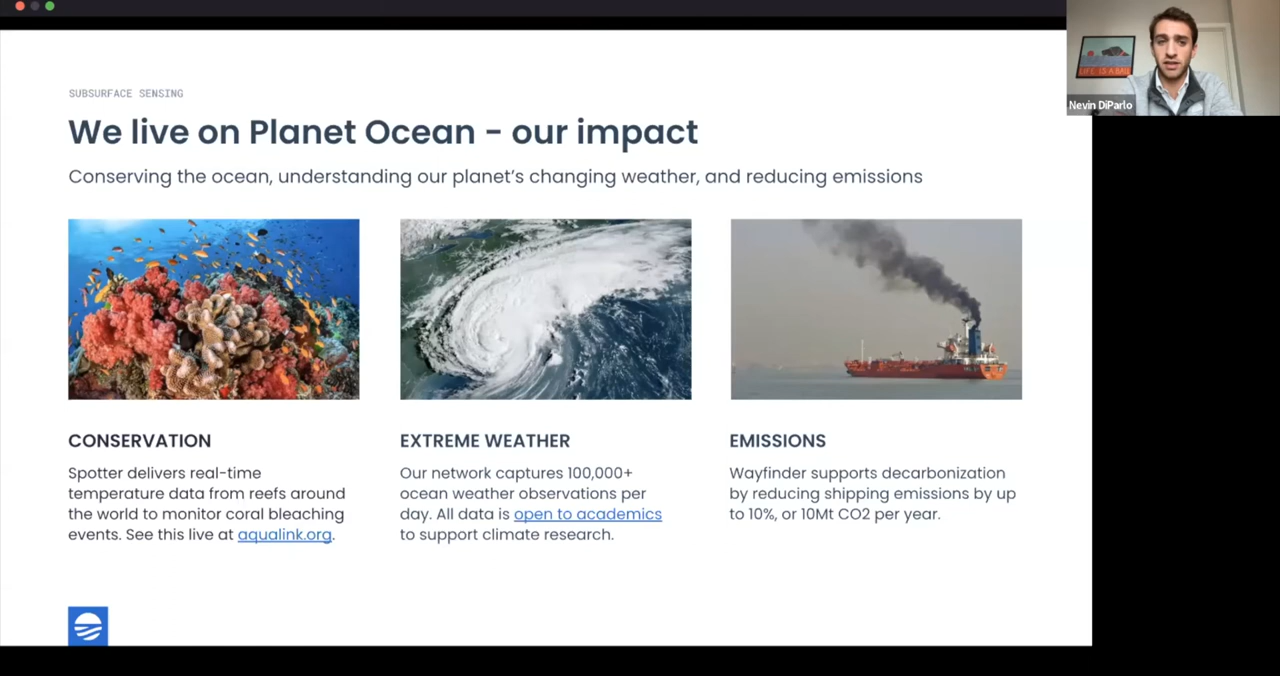 SUBSURFACE SENSING
We live on Planet Ocean - our impact
Conserving the ocean, understanding our planet's changing weather, and reducing emissions
CONSERVATION
Spotter delivers real-time
temperature data from reefs around
the world to monitor coral bleaching
events. See this live at aqualink.org.
EXTREME WEATHER
Our network captures 100,000+
ocean weather observations per
day. All data is open to academics
to support climate research.
EMISSIONS
Wayfinder supports decarbonization
by reducing shipping emissions by up
to 10%, or 10Mt CO2 per year.
LIFE IS A
Nevin DiParlo